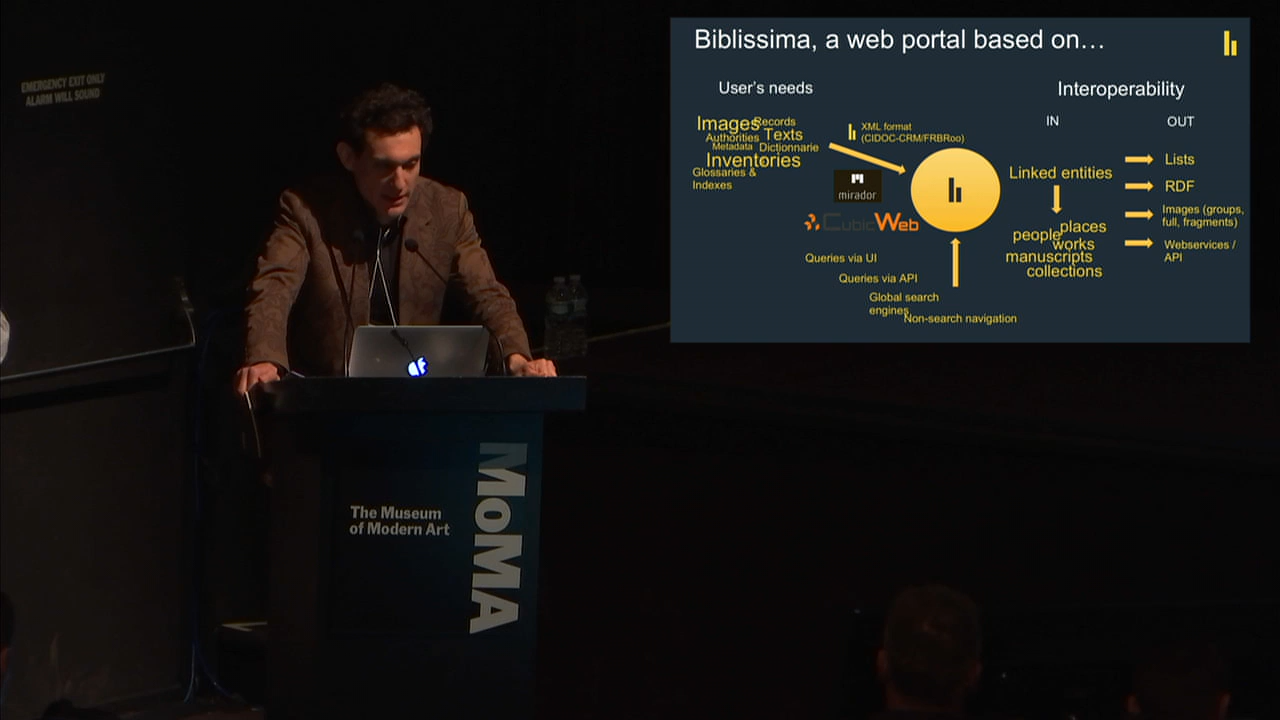 EMERGENCY EXIT ONLY
ALARM WILL SOUND
The Museum
of Modern Art
MoMA
Biblissima, a web portal based on…
User's needs
Images
Records
Authorities
Texts
Metadata
Dictionnarie
Inventories
Glossaries &
Indexes
XML format
(CIDOC-CRM/FRBRoo)
mirador
CubicWeb
Queries via UI
Queries via API
Global search
engines
Non-search navigation
Interoperability
IN
OUT
Linked entities
people
places
works
manuscripts
collections
Lists
RDF
Images (groups,
full, fragments)
Webservices /
API